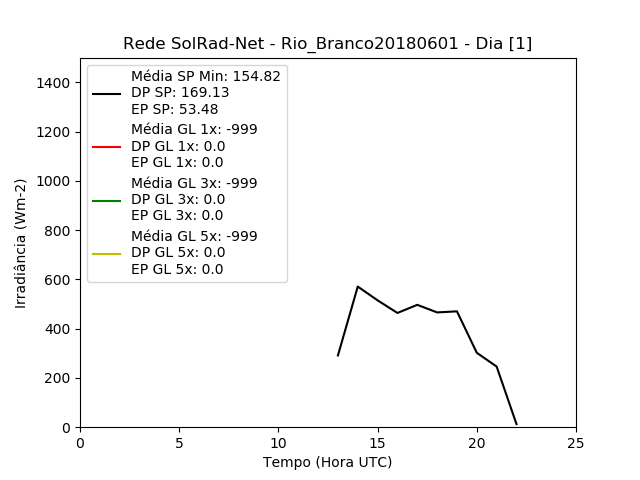 Rede SolRad-Net - Rio_Branco20180601 - Dia [1]
Média SP Min: 154.82
DP SP: 169.13
EP SP: 53.48
Média GL 1x: -999
DP GL 1x: 0.0
EP GL 1x: 0.0
Média GL 3x: -999
DP GL 3x: 0.0
EP GL 3x: 0.0
Média GL 5x: -999
DP GL 5x: 0.0
EP GL 5x: 0.0
Irradiância (Wm-2)
1400
1200
1000
800
600
400
200
0
0 5 10 15 20 25
Tempo (Hora UTC)